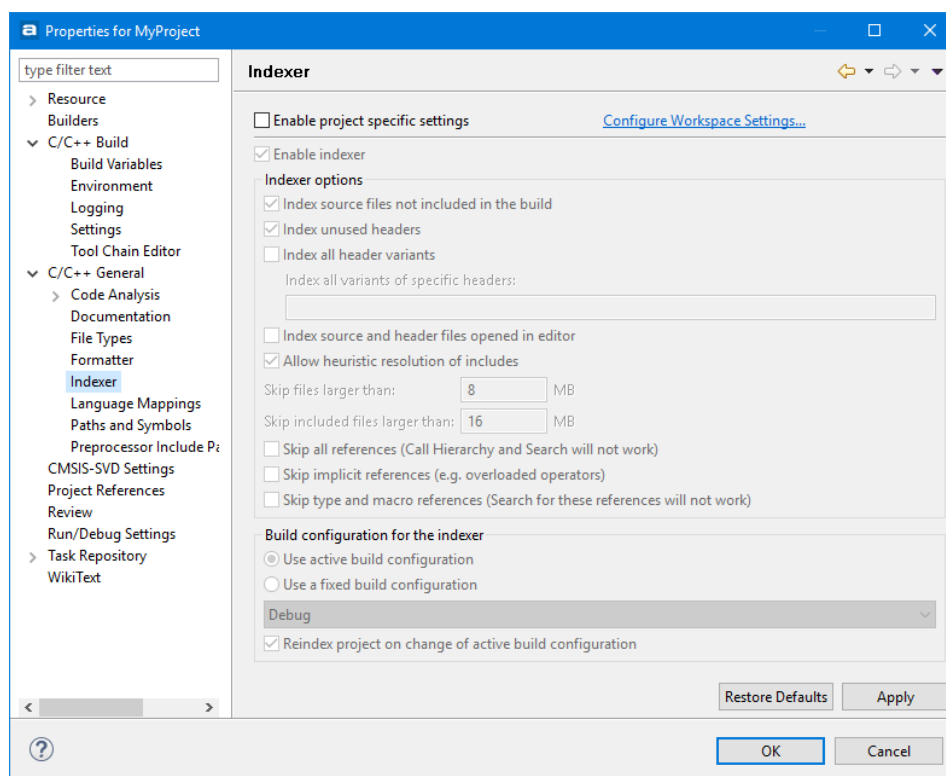 a Properties for MyProject
type filter text
Resource
Builders
C/C++ Build
Build Variables
Environment
Logging
Settings
Tool Chain Editor
C/C++ General
Code Analysis
Documentation
File Types
Formatter
Indexer
Language Mappings
Paths and Symbols
Preprocessor Include Pa
CMSIS-SVD Settings
Project References
Review
Run/Debug Settings
Task Repository
WikiText
Indexer
Enable project specific settings
Configure Workspace Settings...
Enable indexer
Indexer options
Index source files not included in the build
Index unused headers
Index all header variants
Index all variants of specific headers:
Index source and header files opened in editor
Allow heuristic resolution of includes
Skip files larger than: 8 MB
Skip included files larger than: 16 MB
Skip all references (Call Hierarchy and Search will not work)
Skip implicit references (e.g. overloaded operators)
Skip type and macro references (Search for these references will not work)
Build configuration for the indexer
Use active build configuration
Use a fixed build configuration
Debug
Reindex project on change of active build configuration
Restore Defaults
Apply
?
OK
Cancel